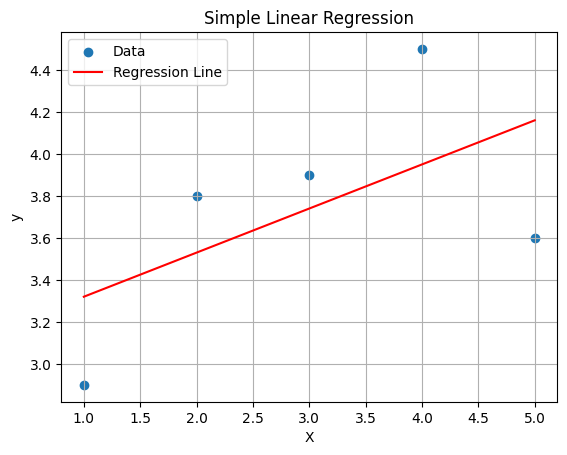 Simple Linear Regression
Data
Regression Line
4.4
4.2
4.0
3.8
3.6
3.4
3.2
3.0
y
1.0 1.5 2.0 2.5 3.0 3.5 4.0 4.5 5.0
X